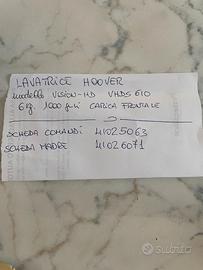 LAVATRICE HOOVER
modello VISION-HD VHDS 610
6 kg. 1000 giri CARICA FRONTALE
SCHEDA COMANDI 41025063
SCHEDA MADRE 41026071
subito